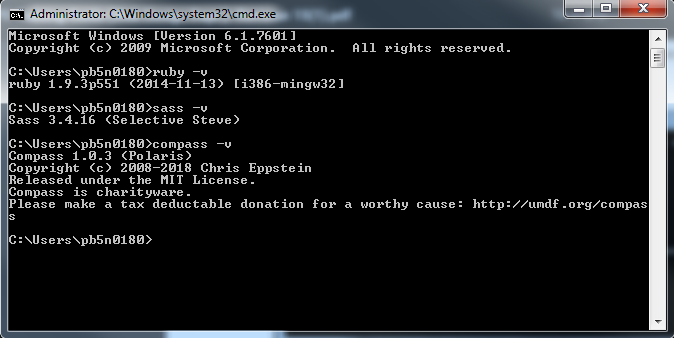 Administrator: C:\Windows\system32\cmd.exe
Microsoft Windows [Version 6.1.7601]
Copyright (c) 2009 Microsoft Corporation.  All rights reserved.
C:\Users\pb5n0180>ruby -v
ruby 1.9.3p551 (2014-11-13) [i386-mingw32]
C:\Users\pb5n0180>sass -v
Sass 3.4.16 (Selective Steve)
C:\Users\pb5n0180>compass -v
Compass 1.0.3 (Polaris)
Copyright (c) 2008-2018 Chris Eppstein
Released under the MIT License.
Compass is charityware.
Please make a tax deductable donation for a worthy cause: http://umdf.org/compas
s
C:\Users\pb5n0180>